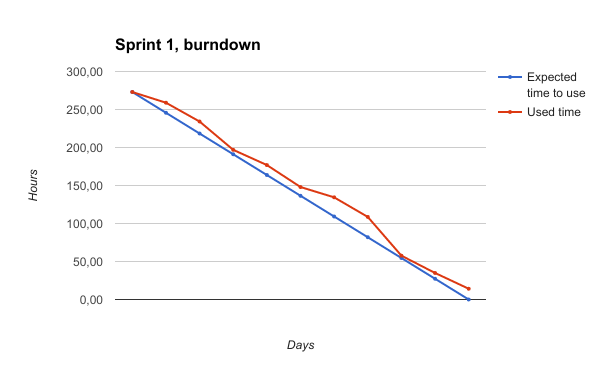 Sprint 1, burndown
300,00
250,00
200,00
150,00
100,00
50,00
0,00
Hours
Days
Expected
time to use
Used time